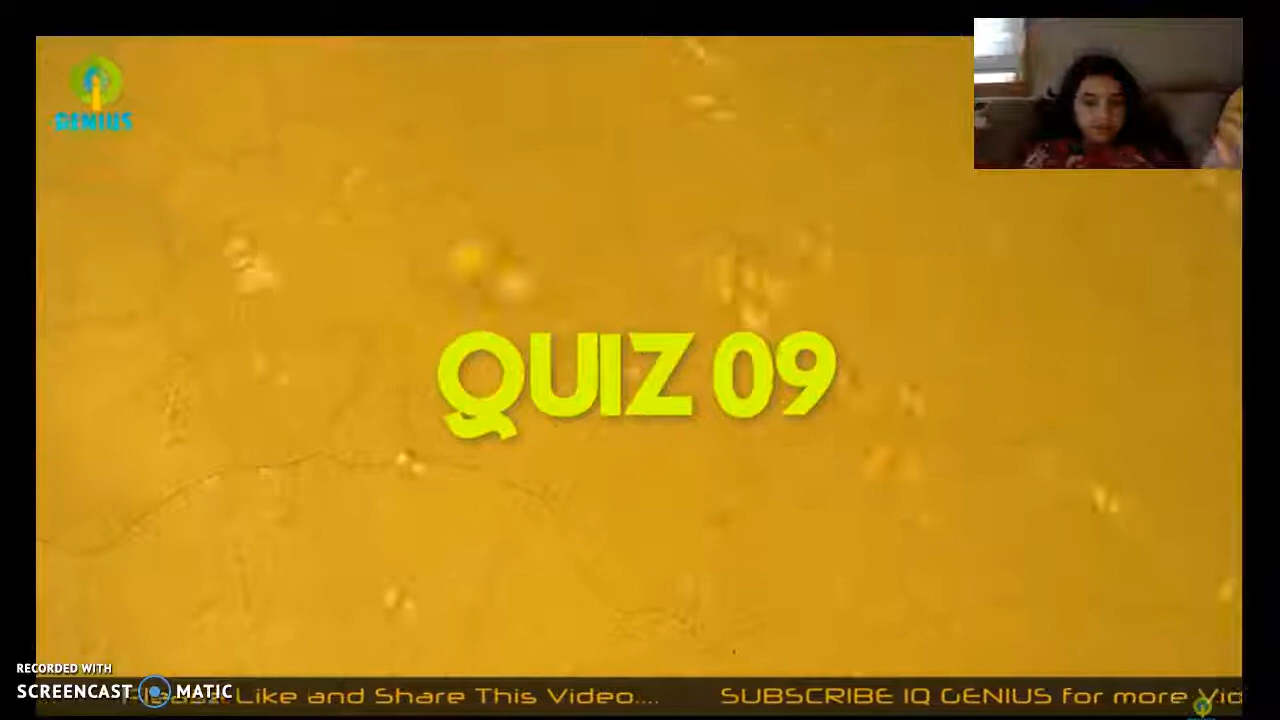 GENIUS
QUIZ 09
RECORDED WITH
SCREENCAST MATIC
Like and Share This Video.... SUBSCRIBE IQ GENIUS for more